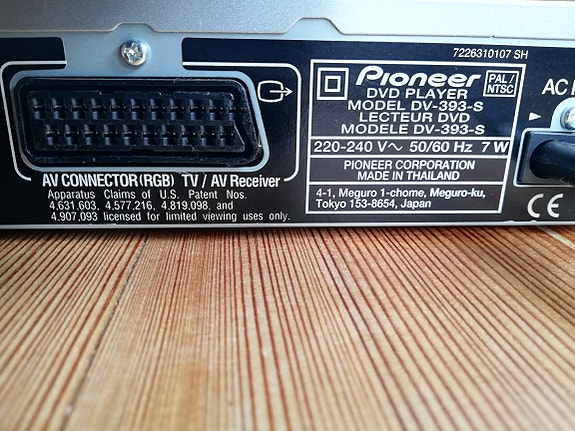 7226310107 SH
Pioneer
PAL/
NTSC
DVD PLAYER
MODEL DV-393-S
LECTEUR DVD
MODELE DV-393-S
220-240 V~ 50/60 Hz 7 W
PIONEER CORPORATION
MADE IN THAILAND
4-1, Meguro 1-chome, Meguro-ku,
Tokyo 153-8654, Japan
AV CONNECTOR (RGB) TV / AV Receiver
Apparatus Claims of U.S. Patent Nos.
4,631,603, 4,577,216, 4,819,098, and
4,907,093 licensed for limited viewing uses only.
AC
CE